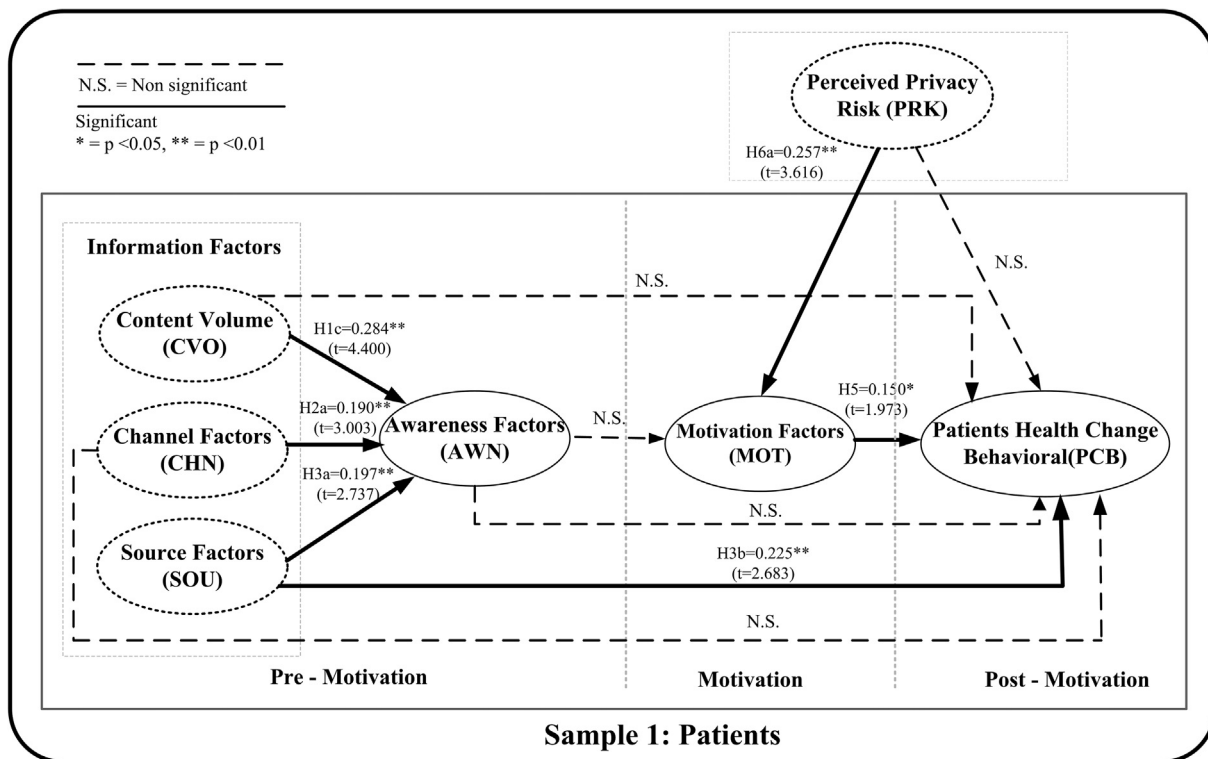 N.S. = Non significant
Significant
* = p <0.05, ** = p <0.01
Perceived Privacy
Risk (PRK)
H6a=0.257**
(t=3.616)
Information Factors
N.S.
N.S.
Content Volume
(CVO)
H1c=0.284**
(t=4.400)
H2a=0.190**
(t=3.003)
Channel Factors
(CHN)
Awareness Factors
(AWN)
N.S.
Motivation Factors
(MOT)
H5=0.150*
(t=1.973)
Patients Health Change
Behavioral(PCB)
H3a=0.197**
(t=2.737)
N.S.
Source Factors
(SOU)
H3b=0.225**
(t=2.683)
N.S.
Pre - Motivation
Motivation
Post - Motivation
Sample 1: Patients